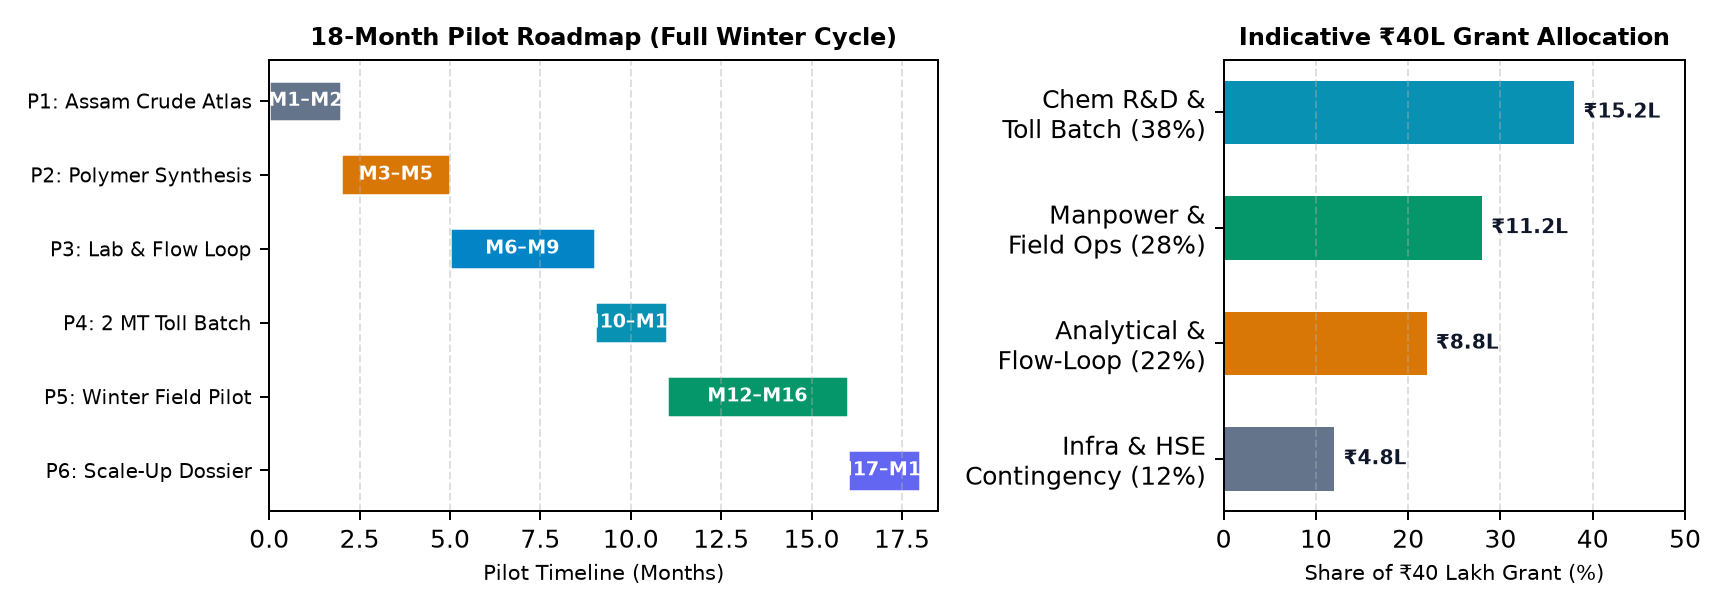 18-Month Pilot Roadmap (Full Winter Cycle)
P1: Assam Crude Atlas
M1–M2
P2: Polymer Synthesis
M3–M5
P3: Lab & Flow Loop
M6–M9
P4: 2 MT Toll Batch
10–M1
P5: Winter Field Pilot
M12–M16
P6: Scale-Up Dossier
17–M1
0.0 2.5 5.0 7.5 10.0 12.5 15.0 17.5
Pilot Timeline (Months)
Indicative ₹40L Grant Allocation
Chem R&D &
Toll Batch (38%)
₹15.2L
Manpower &
Field Ops (28%)
₹11.2L
Analytical &
Flow-Loop (22%)
₹8.8L
Infra & HSE
Contingency (12%)
₹4.8L
0 10 20 30 40 50
Share of ₹40 Lakh Grant (%)